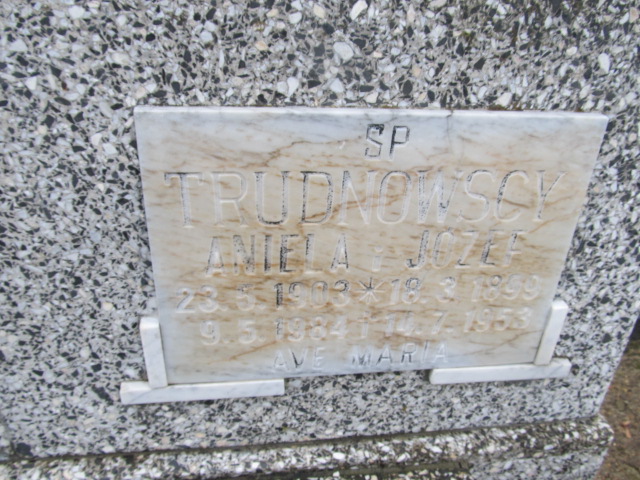 SP
TRUDNOWSCY
ANIELA I JÓZEF
23.5.1903 * 18.3.1899
9.5.1984 † 14.7.1953
AVE MARIA